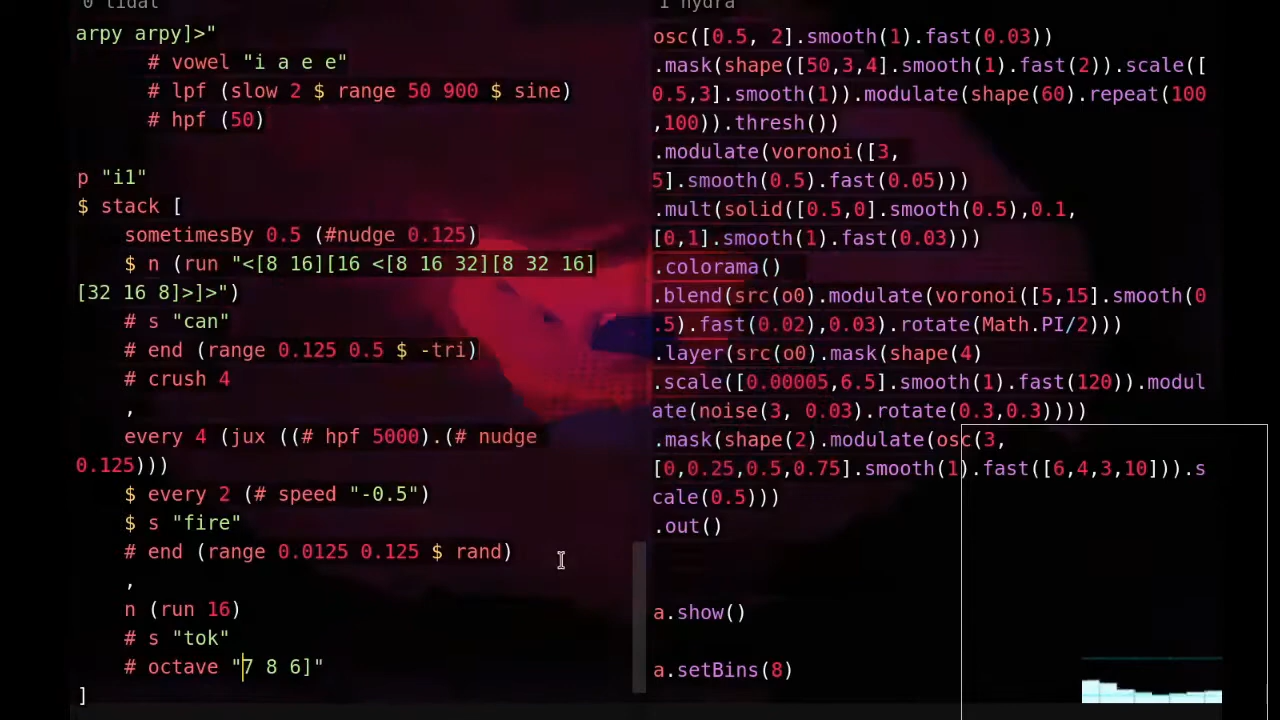 0 tidal
arpy arpy]>"
# vowel "i a e e"
# lpf (slow 2 $ range 50 900 $ sine)
# hpf (50)
p "i1"
$ stack [
sometimesBy 0.5 (#nudge 0.125)
$ n (run "<[8 16][16 <[8 16 32][8 32 16]
[32 16 8]>]>")
# s "can"
# end (range 0.125 0.5 $ -tri)
# crush 4
,
every 4 (jux ((# hpf 5000).(# nudge
0.125)))
$ every 2 (# speed "-0.5")
$ s "fire"
# end (range 0.0125 0.125 $ rand)
,
n (run 16)
# s "tok"
# octave "7 8 6]"
]
1 hydra
osc([0.5, 2].smooth(1).fast(0.03))
.mask(shape([50,3,4].smooth(1).fast(2)).scale([
0.5,3].smooth(1)).modulate(shape(60).repeat(100
,100)).thresh())
.modulate(voronoi([3,
5].smooth(0.5).fast(0.05)))
.mult(solid([0.5,0].smooth(0.5),0.1,
[0,1].smooth(1).fast(0.03)))
.colorama()
.blend(src(o0).modulate(voronoi([5,15].smooth(0
.5).fast(0.02),0.03).rotate(Math.PI/2)))
.layer(src(o0).mask(shape(4)
.scale([0.00005,6.5].smooth(1).fast(120)).modul
ate(noise(3, 0.03).rotate(0.3,0.3))))
.mask(shape(2).modulate(osc(3,
[0,0.25,0.5,0.75].smooth(1).fast([6,4,3,10])).s
cale(0.5)))
.out()
a.show()
a.setBins(8)